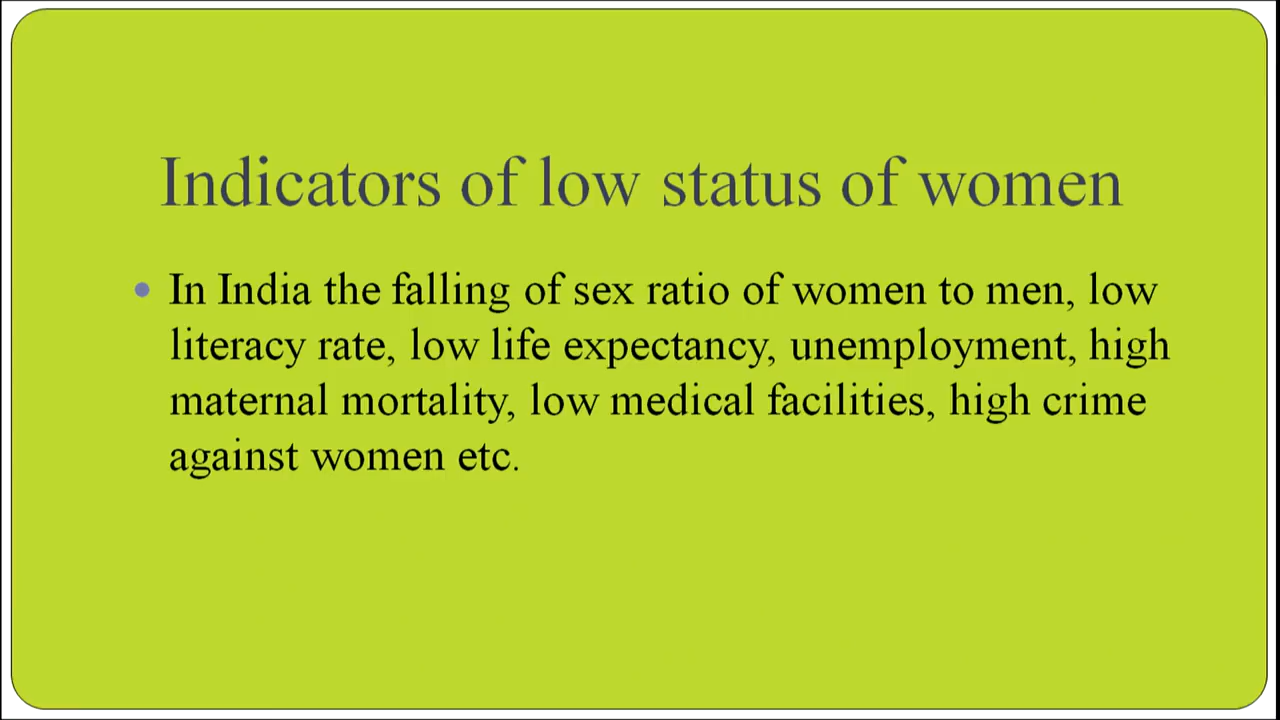 Indicators of low status of women
• In India the falling of sex ratio of women to men, low
literacy rate, low life expectancy, unemployment, high
maternal mortality, low medical facilities, high crime
against women etc.